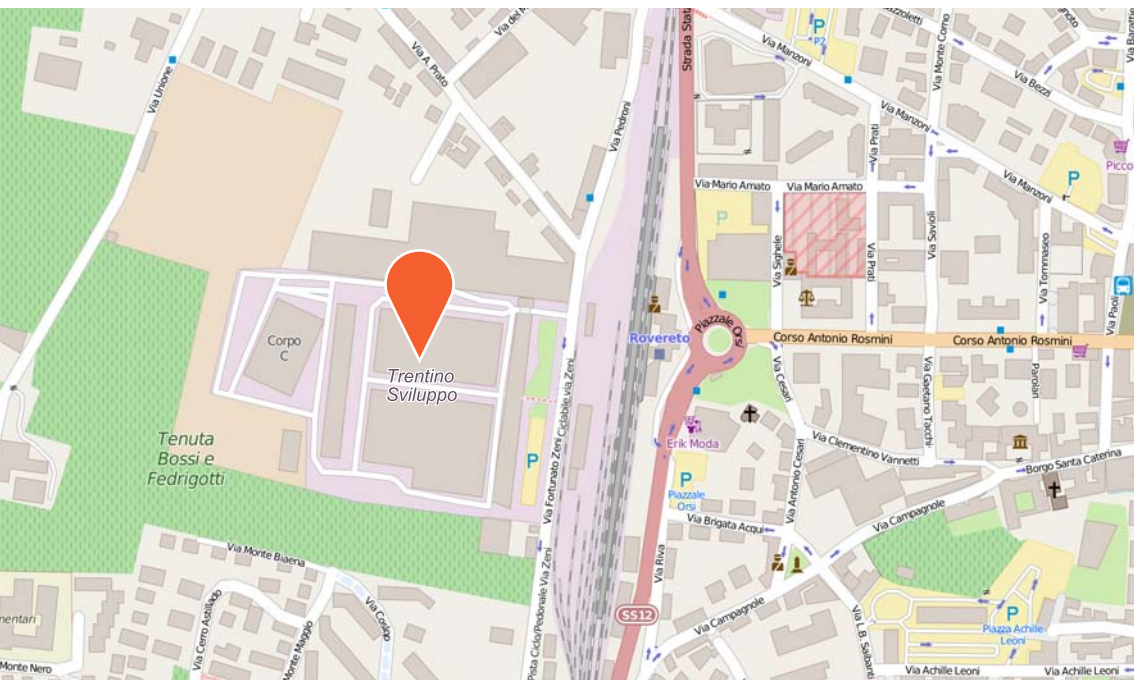 Via Unione
Via A. Prato
Via Pedroni
Strada Stata
P
P2
Via Manzoni
Via Monte Corno
Via Bezzi
Via Manzoni
Via Prati
Picco
P
Via Manzoni
Via Mario Amato
Via Mario Amato
P
Via Sighele
Via Prati
Via Savioli
Via Tommaseo
Via Paoli
Piazzale Orsi
Rovereto
Corso Antonio Rosmini
Corso Antonio Rosmini
Corpo
C
Trentino
Sviluppo
Via Cesari
Via Gaetano Tacchi
Erik Moda
Via Clementino Vannetti
Borgo Santa Caterina
Tenuta
Bossi e
Fedrigotti
P
Via Fortunato Zeni
Ciclabile via Zeni
P
Piazzale
Orsi
Via Antonio Cesari
Via Brigata Acqui
Via Campagnole
Via Monte Biaena
Via Riva
Via Cerro Astillado
Monte Maggio
Via Coslop
Pista Ciclo/Pedonale Via Zeni
SS12
Via Campagnole
Via L.B. Saibanti
P
Piazza Achille
Leoni
mentari
Monte Nero
Via Achille Leoni
Via Achille Leoni